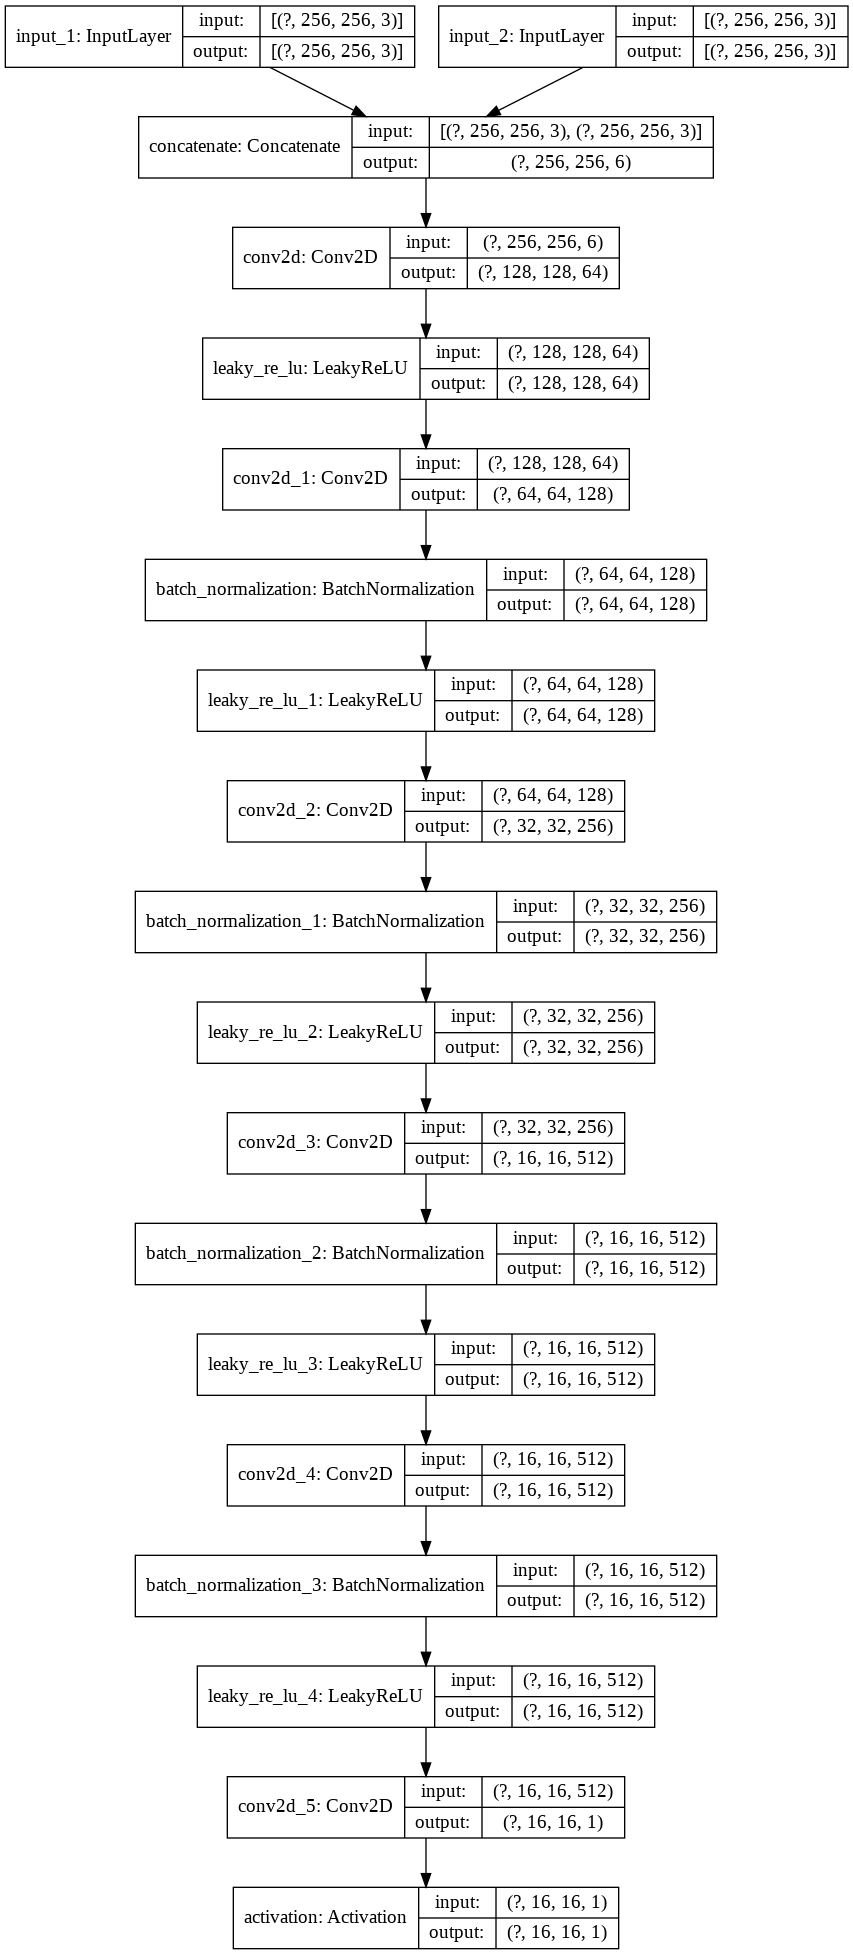 input_1: InputLayer
input: [(?, 256, 256, 3)]
output: [(?, 256, 256, 3)]
input_2: InputLayer
input: [(?, 256, 256, 3)]
output: [(?, 256, 256, 3)]
concatenate: Concatenate
input: [(?, 256, 256, 3), (?, 256, 256, 3)]
output: (?, 256, 256, 6)
conv2d: Conv2D
input: (?, 256, 256, 6)
output: (?, 128, 128, 64)
leaky_re_lu: LeakyReLU
input: (?, 128, 128, 64)
output: (?, 128, 128, 64)
conv2d_1: Conv2D
input: (?, 128, 128, 64)
output: (?, 64, 64, 128)
batch_normalization: BatchNormalization
input: (?, 64, 64, 128)
output: (?, 64, 64, 128)
leaky_re_lu_1: LeakyReLU
input: (?, 64, 64, 128)
output: (?, 64, 64, 128)
conv2d_2: Conv2D
input: (?, 64, 64, 128)
output: (?, 32, 32, 256)
batch_normalization_1: BatchNormalization
input: (?, 32, 32, 256)
output: (?, 32, 32, 256)
leaky_re_lu_2: LeakyReLU
input: (?, 32, 32, 256)
output: (?, 32, 32, 256)
conv2d_3: Conv2D
input: (?, 32, 32, 256)
output: (?, 16, 16, 512)
batch_normalization_2: BatchNormalization
input: (?, 16, 16, 512)
output: (?, 16, 16, 512)
leaky_re_lu_3: LeakyReLU
input: (?, 16, 16, 512)
output: (?, 16, 16, 512)
conv2d_4: Conv2D
input: (?, 16, 16, 512)
output: (?, 16, 16, 512)
batch_normalization_3: BatchNormalization
input: (?, 16, 16, 512)
output: (?, 16, 16, 512)
leaky_re_lu_4: LeakyReLU
input: (?, 16, 16, 512)
output: (?, 16, 16, 512)
conv2d_5: Conv2D
input: (?, 16, 16, 512)
output: (?, 16, 16, 1)
activation: Activation
input: (?, 16, 16, 1)
output: (?, 16, 16, 1)